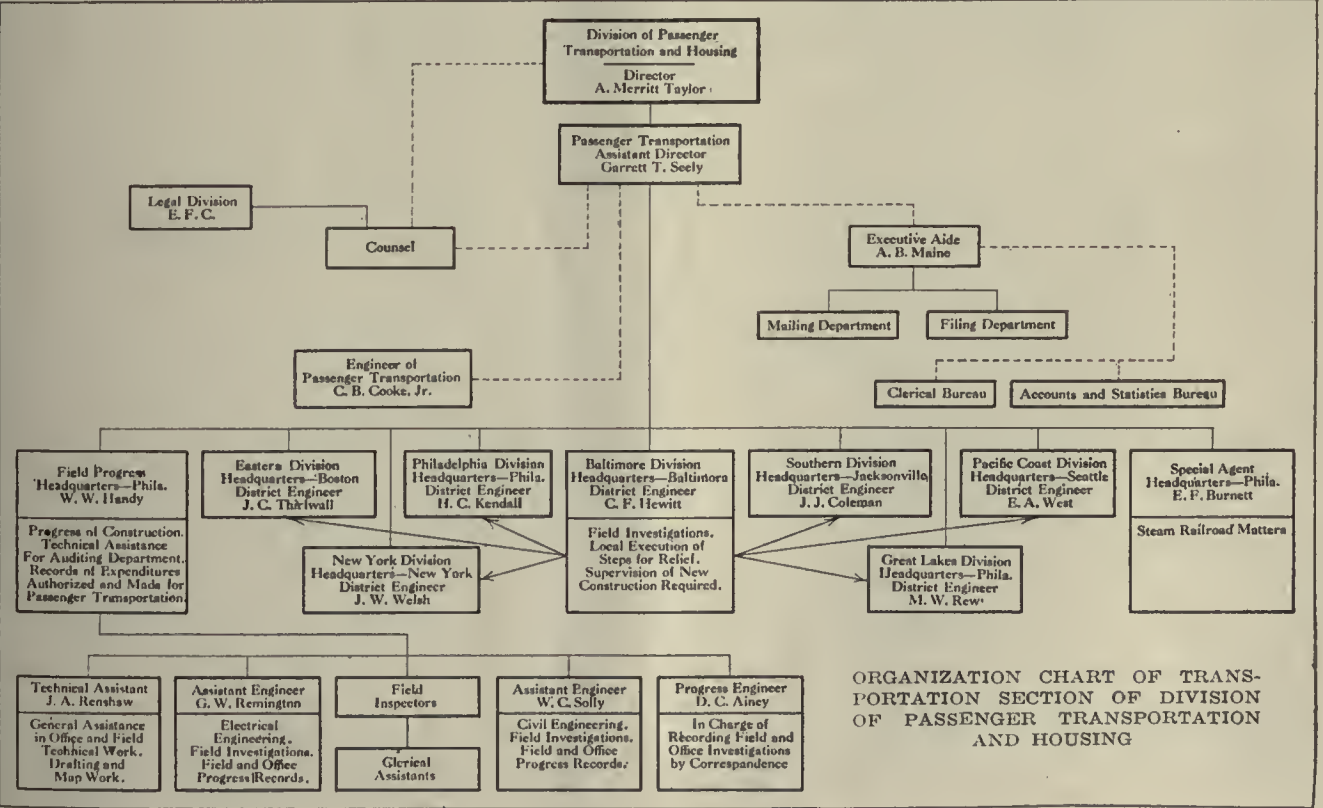 Division of Passenger
Transportation and Housing
Director
A. Merritt Taylor
Passenger Transportation
Assistant Director
Garrett T. Seely
Legal Division
E. F. C.
Counsel
Executive Aide
A. B. Maine
Mailing Department
Filing Department
Engineer of
Passenger Transportation
C. B. Cooke, Jr.
Clerical Bureau
Accounts and Statistics Bureau
Field Progress
Headquarters—Phila.
W. W. Handy
Progress of Construction.
Technical Assistance
For Auditing Department.
Records of Expenditures
Authorized and Made for
Passenger Transportation.
Eastern Division
Headquarters—Boston
District Engineer
J. C. Thirlwall
New York Division
Headquarters—New York
District Engineer
J. W. Welsh
Philadelphia Division
Headquarters—Phila.
District Engineer
H. C. Kendall
Baltimore Division
Headquarters—Baltimore
District Engineer
C. F. Hewitt
Field Investigations.
Local Execution of
Steps for Relief.
Supervision of New
Construction Required.
Southern Division
Headquarters—Jacksonville
District Engineer
J. J. Coleman
Great Lakes Division
Headquarters—Phila.
District Engineer
M. W. Rew
Pacific Coast Division
Headquarters—Seattle
District Engineer
E. A. West
Special Agent
Headquarters—Phila.
E. F. Burnett
Steam Railroad Matters
Technical Assistant
J. A. Renshaw
General Assistance
in Office and Field
Technical Work.
Drafting and
Map Work.
Assistant Engineer
G. W. Remington
Electrical
Engineering.
Field Investigations.
Field and Office
Progress Records.
Field
Inspectors
Clerical
Assistants
Assistant Engineer
W. C. Solly
Civil Engineering.
Field Investigations.
Field and Office
Progress Records.
Progress Engineer
D. C. Ainey
In Charge of
Recording Field and
Office Investigations
by Correspondence
ORGANIZATION CHART OF TRANS-
PORTATION SECTION OF DIVISION
OF PASSENGER TRANSPORTATION
AND HOUSING